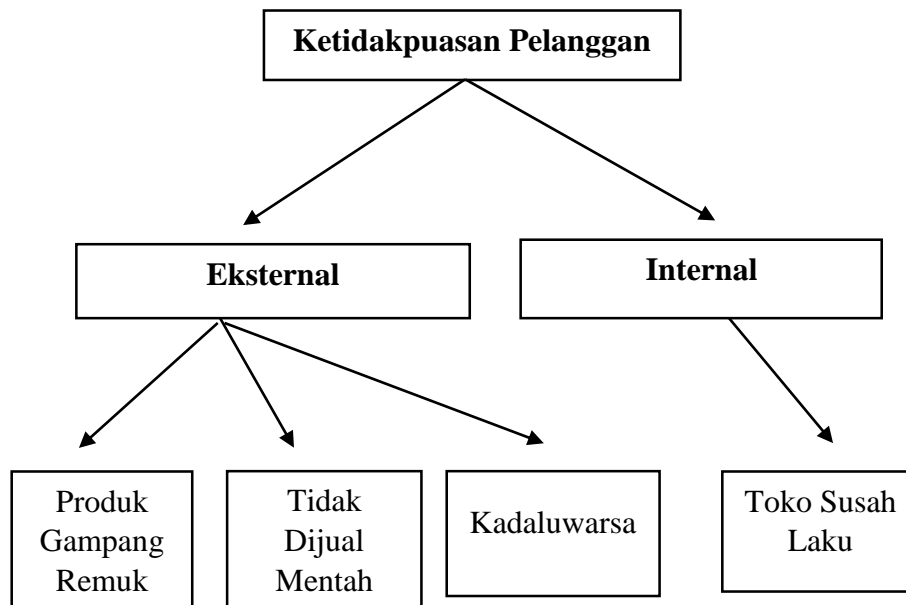 Ketidakpuasan Pelanggan
Eksternal
Internal
Produk
Gampang
Remuk
Tidak
Dijual
Mentah
Kadaluwarsa
Toko Susah
Laku